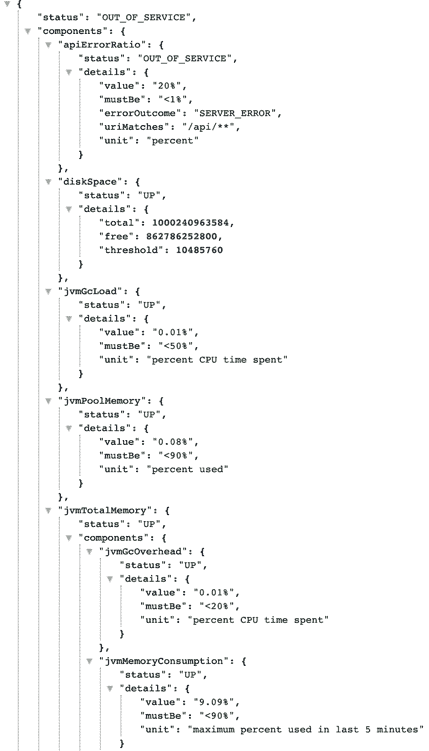 {
"status": "OUT_OF_SERVICE",
"components": {
"apiErrorRatio": {
"status": "OUT_OF_SERVICE",
"details": {
"value": "20%",
"mustBe": "<1%",
"errorOutcome": "SERVER_ERROR",
"uriMatches": "/api/**",
"unit": "percent"
}
},
"diskSpace": {
"status": "UP",
"details": {
"total": 1000240963584,
"free": 862786252800,
"threshold": 10485760
}
},
"jvmGcLoad": {
"status": "UP",
"details": {
"value": "0.01%",
"mustBe": "<50%",
"unit": "percent CPU time spent"
}
},
"jvmPoolMemory": {
"status": "UP",
"details": {
"value": "0.08%",
"mustBe": "<90%",
"unit": "percent used"
}
},
"jvmTotalMemory": {
"status": "UP",
"components": {
"jvmGcOverhead": {
"status": "UP",
"details": {
"value": "0.01%",
"mustBe": "<20%",
"unit": "percent CPU time spent"
}
},
"jvmMemoryConsumption": {
"status": "UP",
"details": {
"value": "9.09%",
"mustBe": "<90%",
"unit": "maximum percent used in last 5 minutes"
}